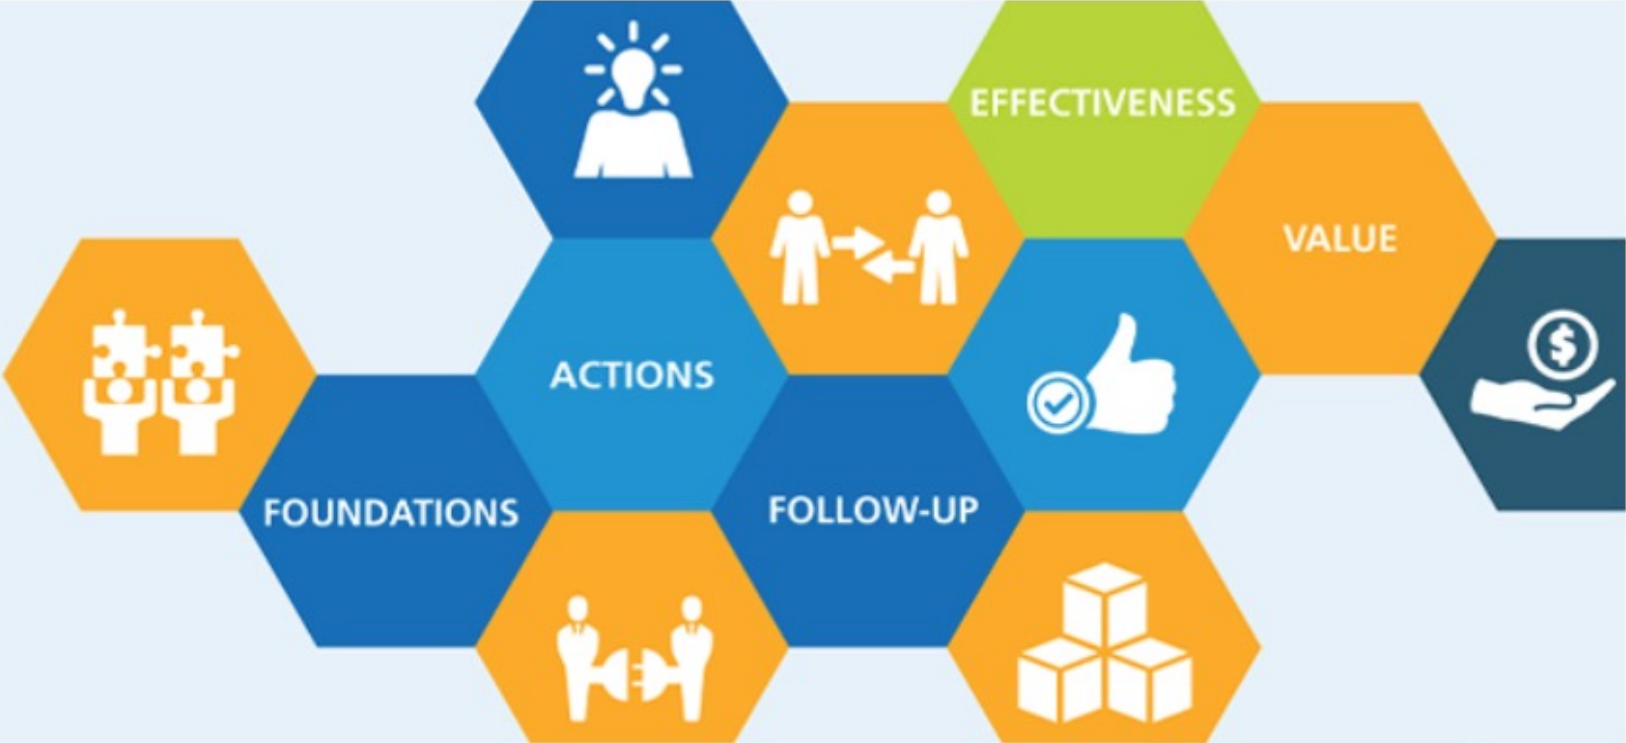 EFFECTIVENESS
VALUE
$
ACTIONS
FOUNDATIONS
FOLLOW-UP